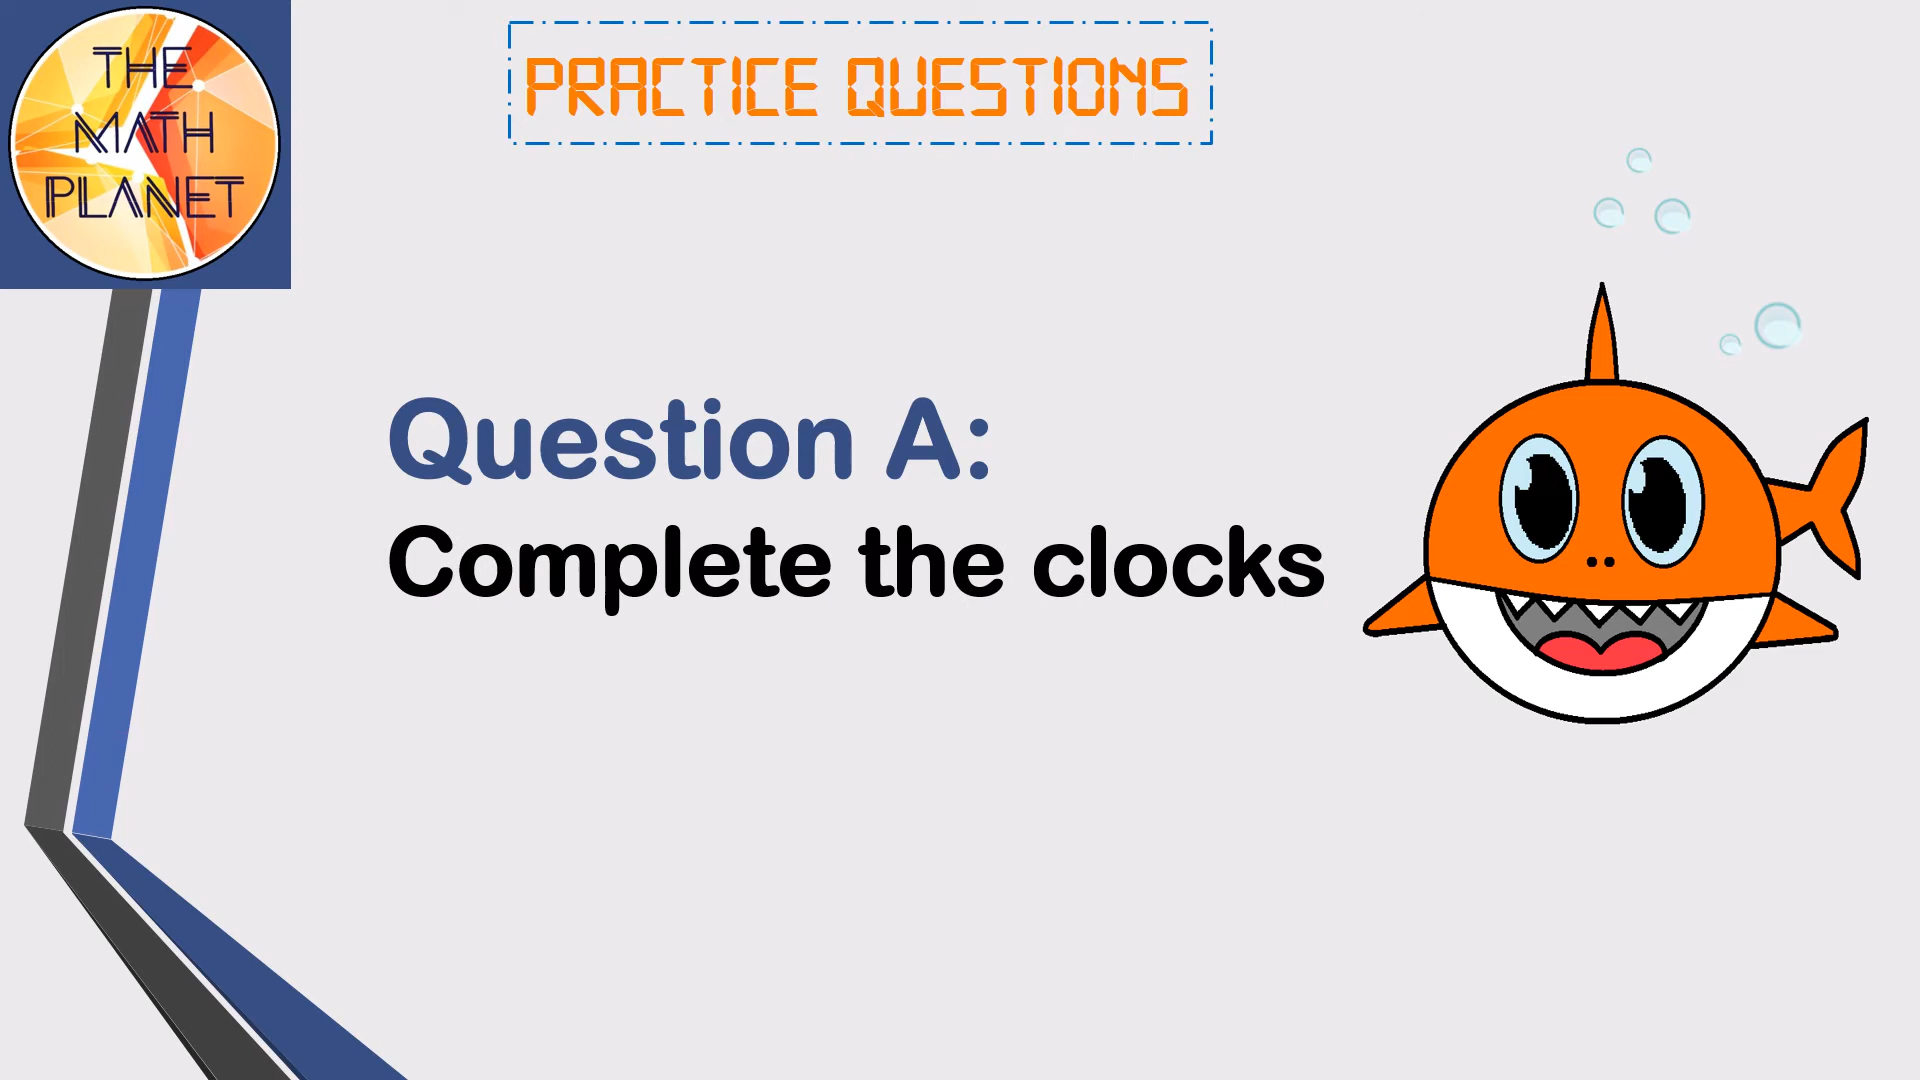 THE
MATH
PLANET
PRACTICE QUESTIONS
Question A:
Complete the clocks